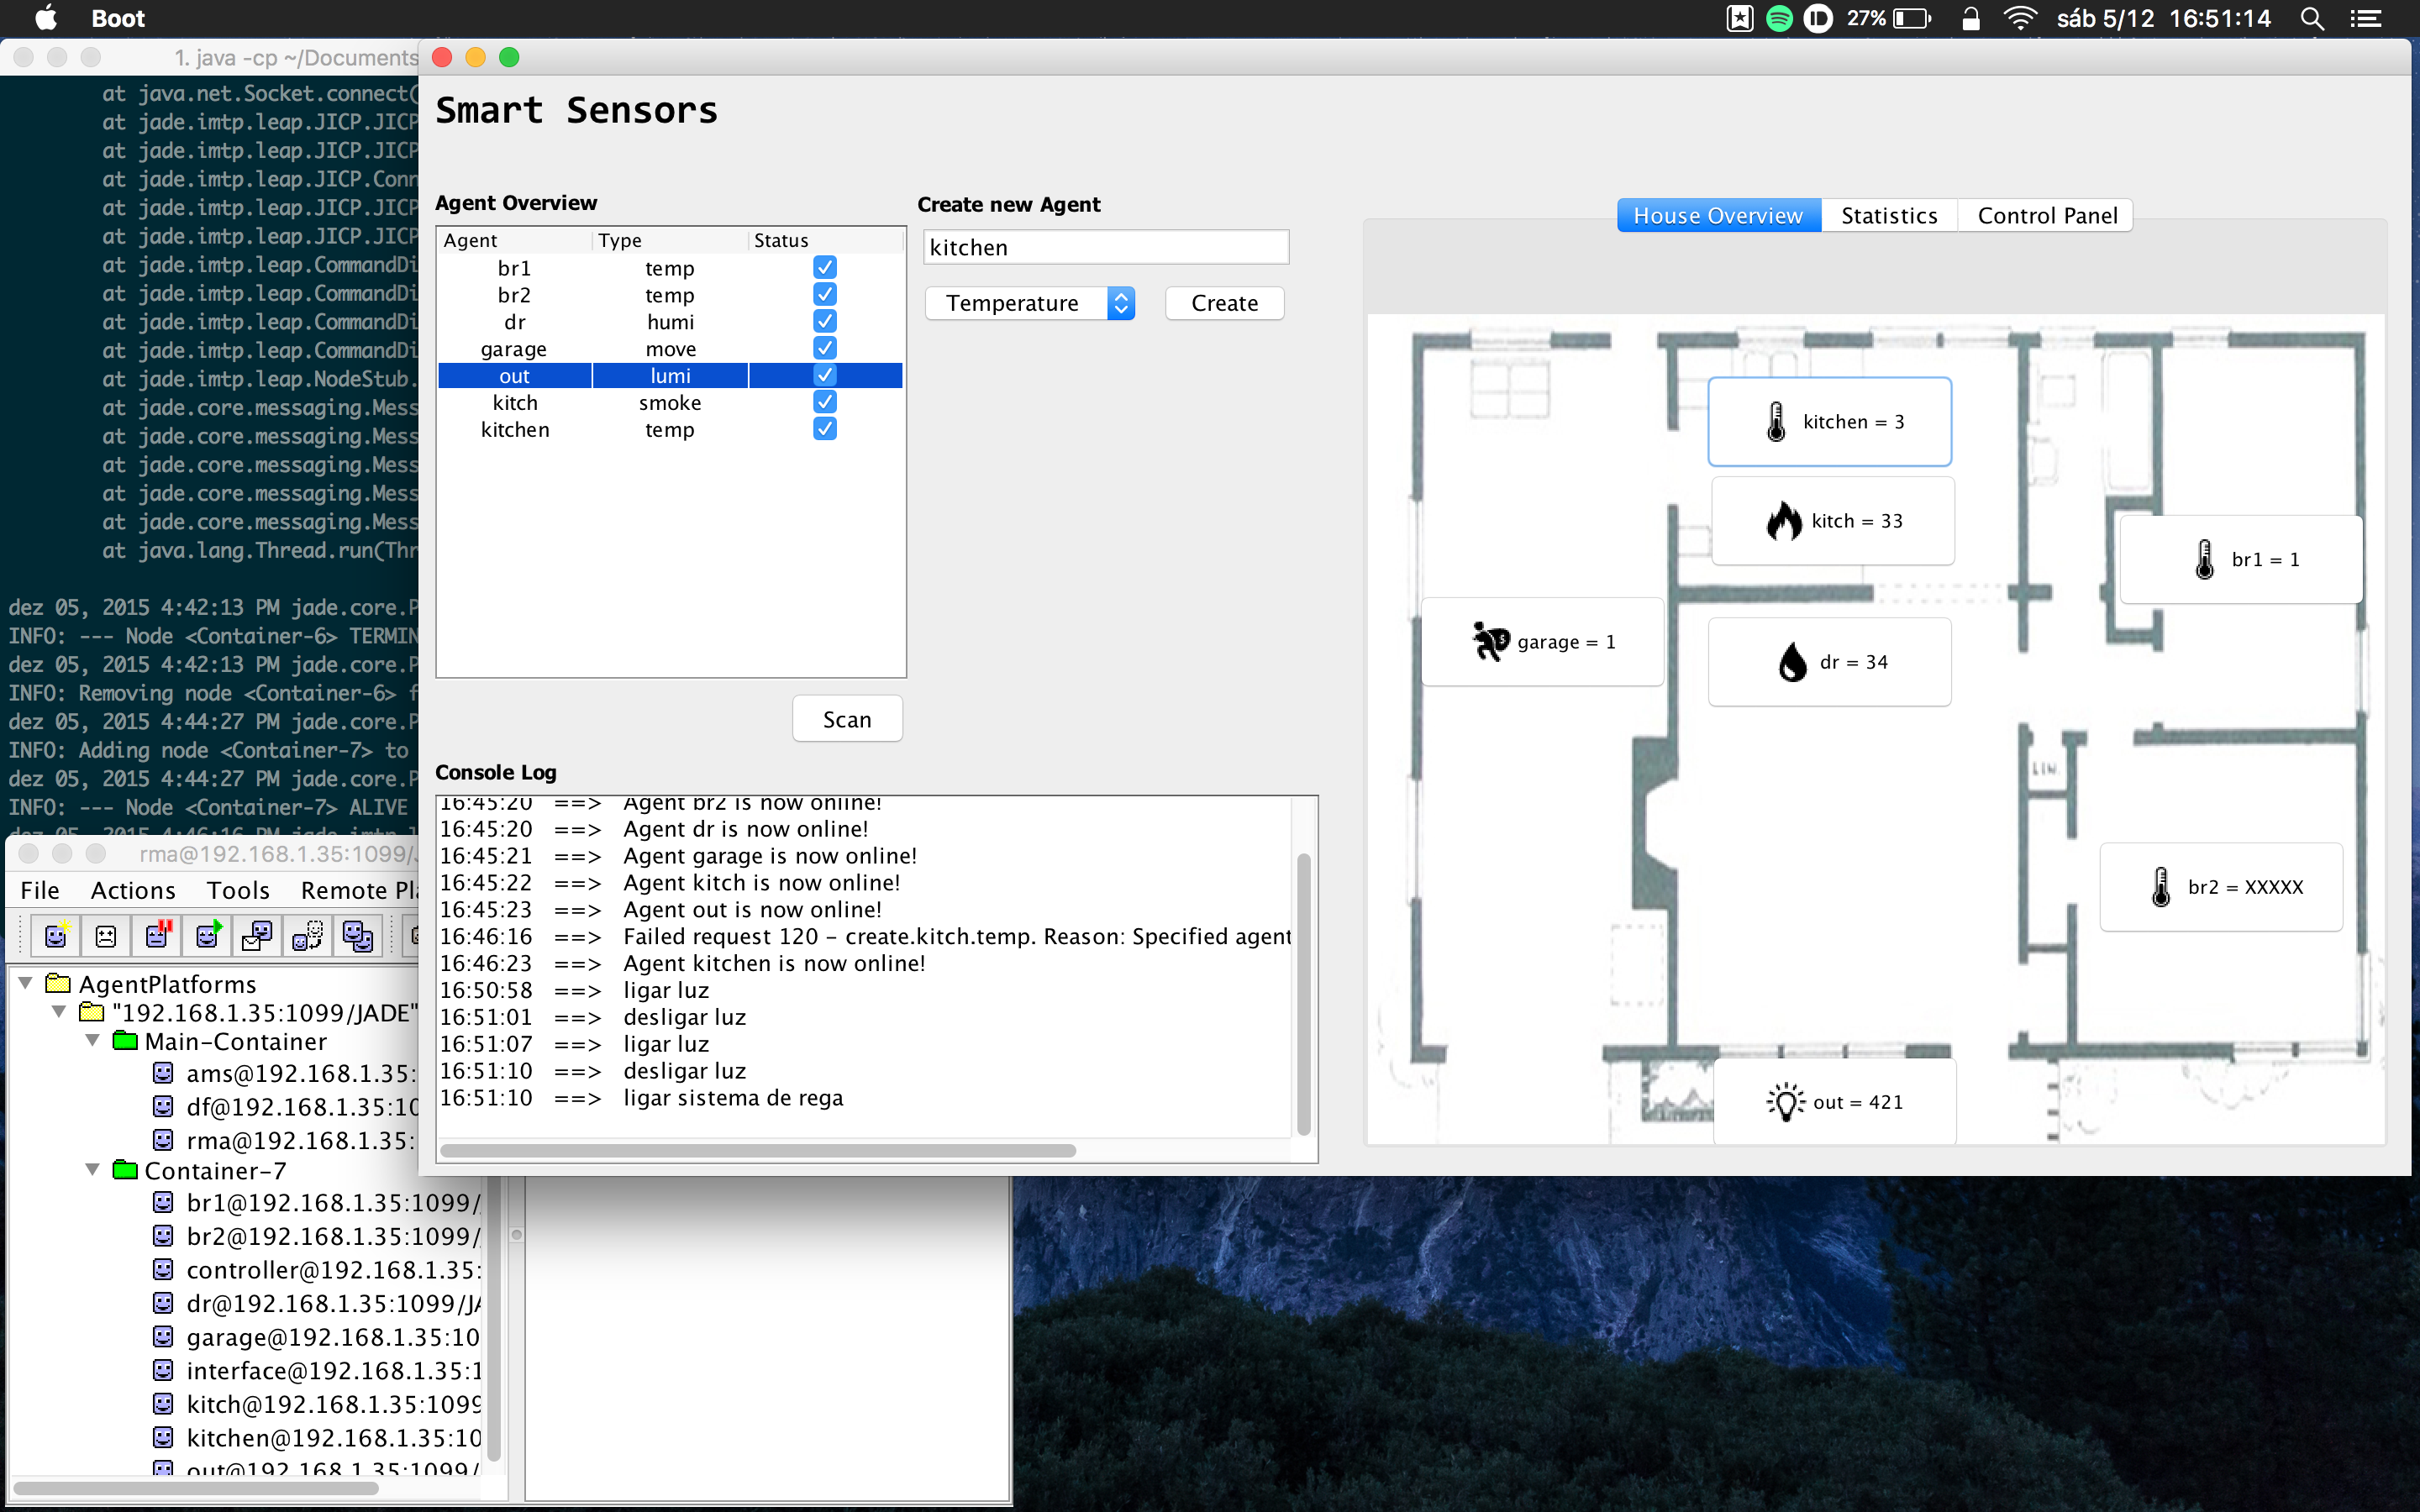 Boot
27%
sáb 5/12 16:51:14
1. java -cp ~/Documents
at java.net.Socket.connect(
at jade.imtp.leap.JICP.JICP
at jade.imtp.leap.JICP.JICP
at jade.imtp.leap.JICP.Conn
at jade.imtp.leap.JICP.JICP
at jade.imtp.leap.JICP.JICP
at jade.imtp.leap.CommandDi
at jade.imtp.leap.CommandDi
at jade.imtp.leap.CommandDi
at jade.imtp.leap.CommandDi
at jade.imtp.leap.NodeStub.
at jade.core.messaging.Mess
at jade.core.messaging.Mess
at jade.core.messaging.Mess
at jade.core.messaging.Mess
at jade.core.messaging.Mess
at java.lang.Thread.run(Thr
dez 05, 2015 4:42:13 PM jade.core.P
INFO: --- Node <Container-6> TERMIN
dez 05, 2015 4:42:13 PM jade.core.P
INFO: Removing node <Container-6> f
dez 05, 2015 4:44:27 PM jade.core.P
INFO: Adding node <Container-7> to
dez 05, 2015 4:44:27 PM jade.core.P
INFO: --- Node <Container-7> ALIVE
dez 05, 2015 4:46:16 PM jade.imtp.l
rma@192.168.1.35:1099/J
File Actions Tools Remote Pla
AgentPlatforms
"192.168.1.35:1099/JADE"
Main-Container
ams@192.168.1.35:
df@192.168.1.35:10
rma@192.168.1.35:
Container-7
br1@192.168.1.35:1099/
br2@192.168.1.35:1099/
controller@192.168.1.35:
dr@192.168.1.35:1099/JA
garage@192.168.1.35:10
interface@192.168.1.35:1
kitch@192.168.1.35:1099
kitchen@192.168.1.35:10
out@192.168.1.35:1099/
Smart Sensors
Agent Overview
Agent Type Status
br1 temp
br2 temp
dr humi
garage move
out lumi
kitch smoke
kitchen temp
Scan
Create new Agent
kitchen
Temperature Create
Console Log
16:45:20 ==> Agent br2 is now online!
16:45:20 ==> Agent dr is now online!
16:45:21 ==> Agent garage is now online!
16:45:22 ==> Agent kitch is now online!
16:45:23 ==> Agent out is now online!
16:46:16 ==> Failed request 120 - create.kitch.temp. Reason: Specified agent
16:46:23 ==> Agent kitchen is now online!
16:50:58 ==> ligar luz
16:51:01 ==> desligar luz
16:51:07 ==> ligar luz
16:51:10 ==> desligar luz
16:51:10 ==> ligar sistema de rega
House Overview Statistics Control Panel
kitchen = 3
kitch = 33
br1 = 1
garage = 1
dr = 34
LIN.
br2 = XXXXX
out = 421